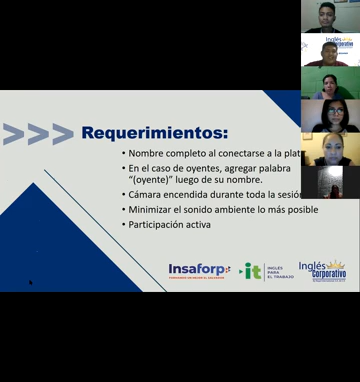 Inglés
Corporativo
>>> Requerimientos:
• Nombre completo al conectarse a la plat
• En el caso de oyentes, agregar palabra
“(oyente)” luego de su nombre.
• Cámara encendida durante toda la sesió
• Minimizar el sonido ambiente lo más posible
• Participación activa
Insaforp
it
INGLÉS
PARA
EL TRABAJO
Inglés
Corporativo